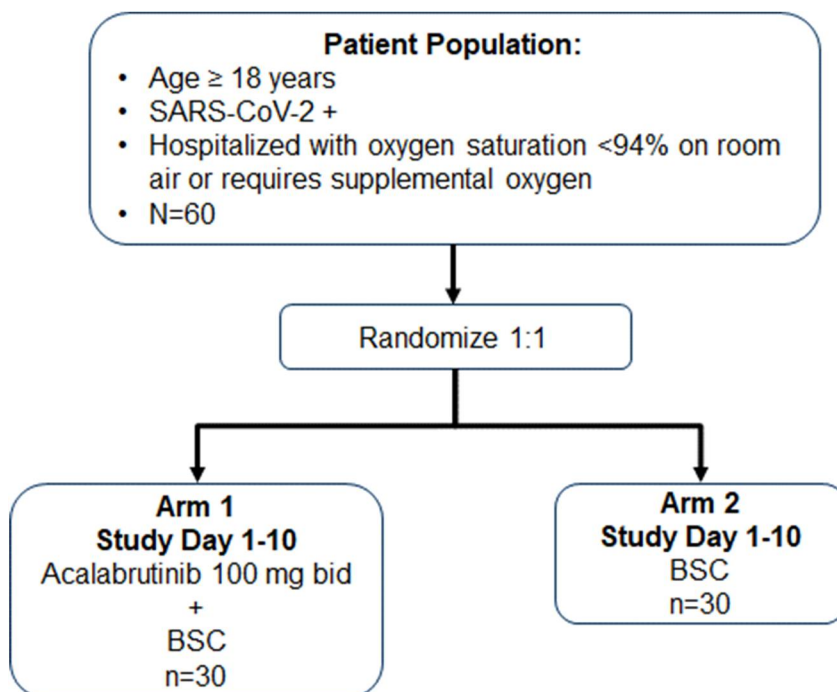 Patient Population:
• Age ≥ 18 years
• SARS-CoV-2 +
• Hospitalized with oxygen saturation <94% on room
air or requires supplemental oxygen
• N=60
Randomize 1:1
Arm 1
Study Day 1-10
Acalabrutinib 100 mg bid
+
BSC
n=30
Arm 2
Study Day 1-10
BSC
n=30